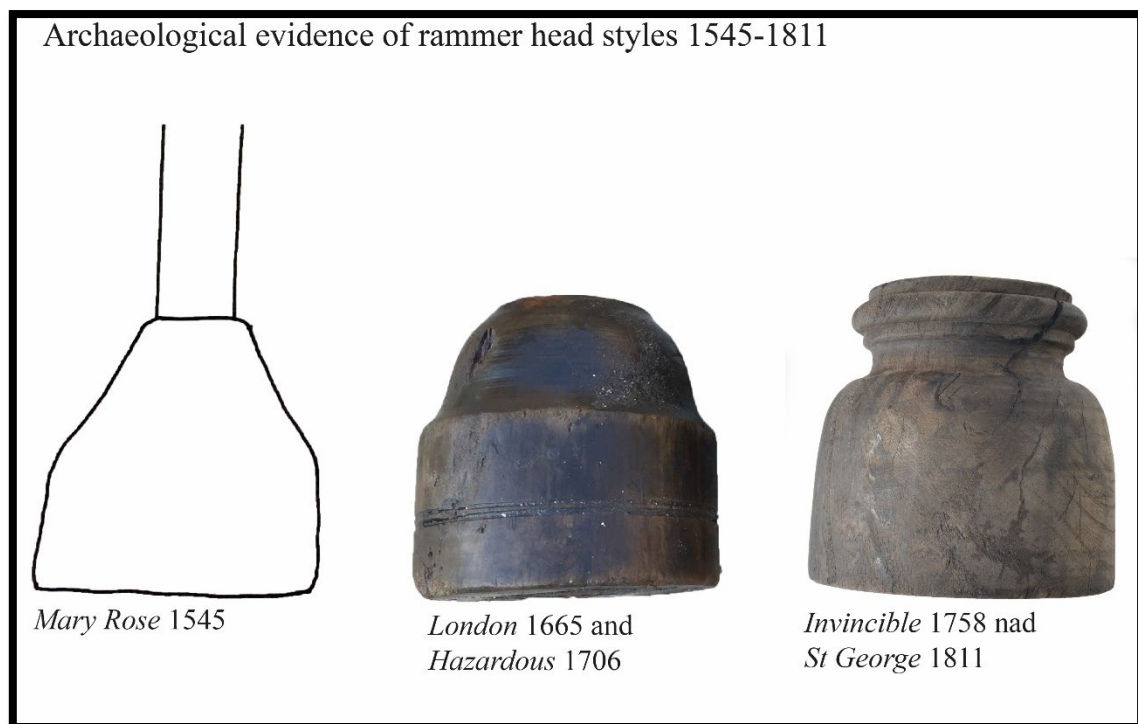 Archaeological evidence of rammer head styles 1545-1811
Mary Rose 1545
London 1665 and
Hazardous 1706
Invincible 1758 nad
St George 1811